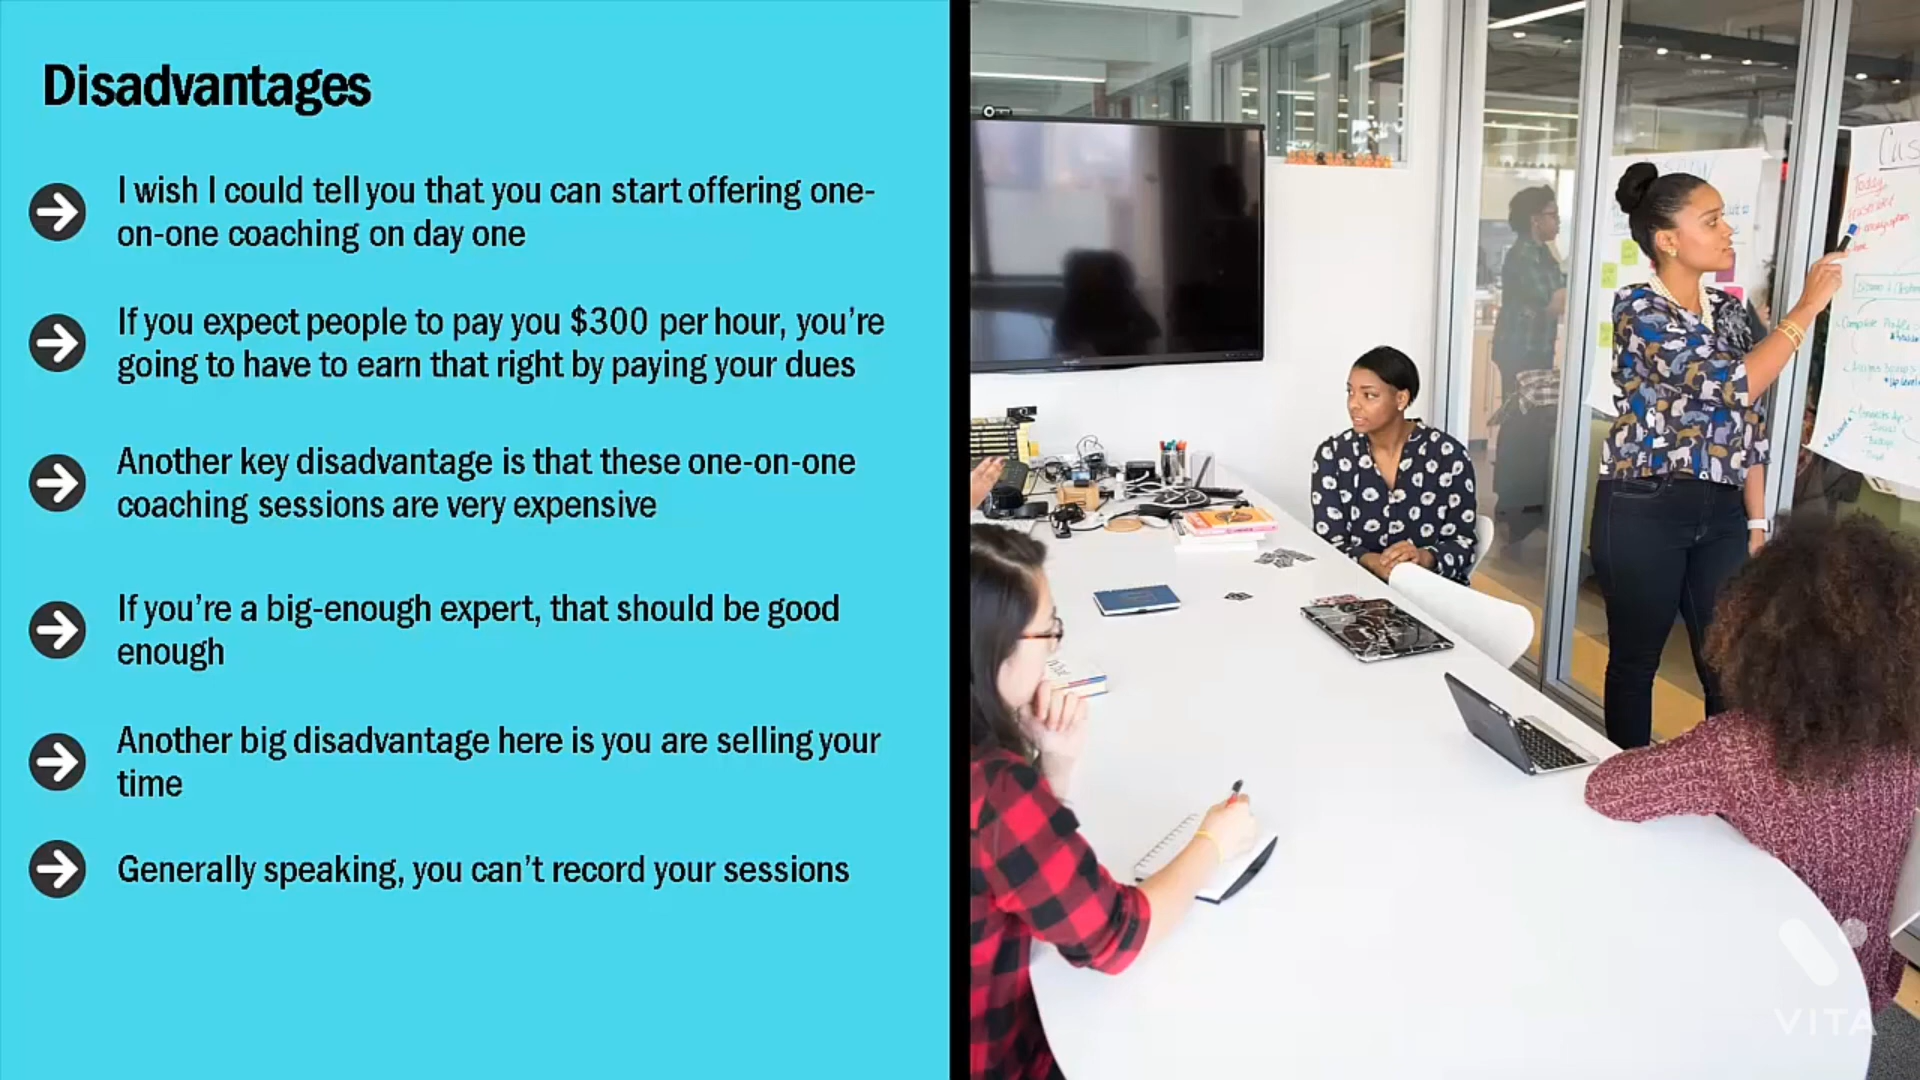 Disadvantages
I wish I could tell you that you can start offering one-
on-one coaching on day one
If you expect people to pay you $300 per hour, you're
going to have to earn that right by paying your dues
Another key disadvantage is that these one-on-one
coaching sessions are very expensive
If you're a big-enough expert, that should be good
enough
Another big disadvantage here is you are selling your
time
Generally speaking, you can't record your sessions
Today
VITA